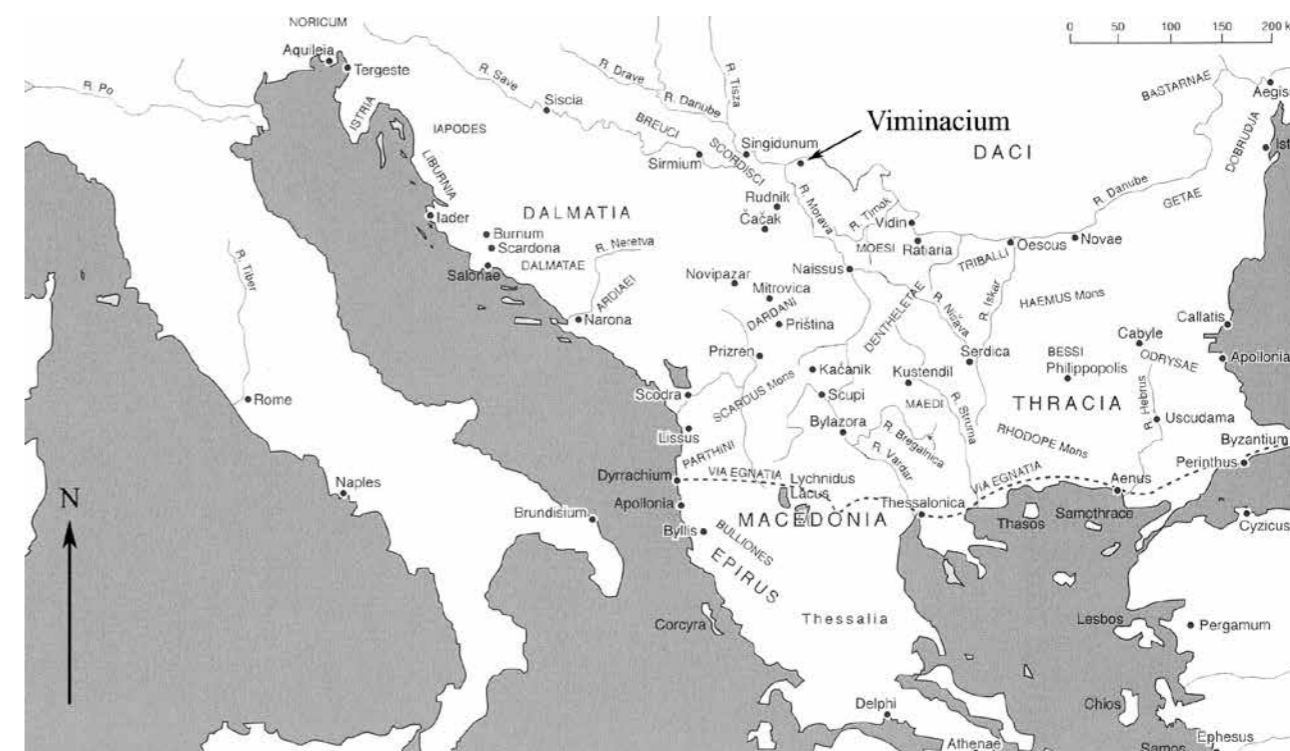 NORICUM
0 50 100 150 200 k
Aquileia
Tergeste
R. Po
R. Save
R. Drave
R. Danube
R. Tisza
BASTARNAE
Aegiss
ISTRIA
IAPODES
Siscia
BREUCI
SCORDISCI
Singidunum
Viminacium
DACI
DOBRUDJA
Ist
Sirmium
LIBURNIA
Rudnik
Čačak
R. Morava
R. Timok
Vidin
R. Danube
GETAE
Iader
DALMATIA
Burnum
Scardona
R. Neretva
MOESI
Ratiaria
Oescus
Novae
R. Tiber
DALMATAE
Salonae
ARDIAEI
Novipazar
Naissus
TRIBALLI
Mitrovica
DENTHELETAE
R. Nišava
R. Iskar
HAEMUS Mons
Narona
DARDANI
Priština
Callatis
Cabyle
Prizren
Serdica
BESSI
ODRYSAE
Apollonia
Kačanik
Kustendil
Philippopolis
Rome
Scodra
SCARDUS Mons
Scupi
MAEDI
R. Struma
THRACIA
R. Hebrus
Uscudama
Lissus
Bylazora
R. Bregalnica
RHODOPE Mons
Byzantium
PARTHINI
R. Vardar
Perinthus
N
Naples
Dyrrachium
VIA EGNATIA
Lychnidus
Lacus
VIA EGNATIA
Aenus
Brundisium
Apollonia
MACEDONIA
Thessalonica
Thasos
Samothrace
Cyzicus
Byllis
BULLIONES
EPIRUS
Corcyra
Thessalia
Lesbos
Pergamum
Delphi
Chios
Athenae
Samos
Ephesus